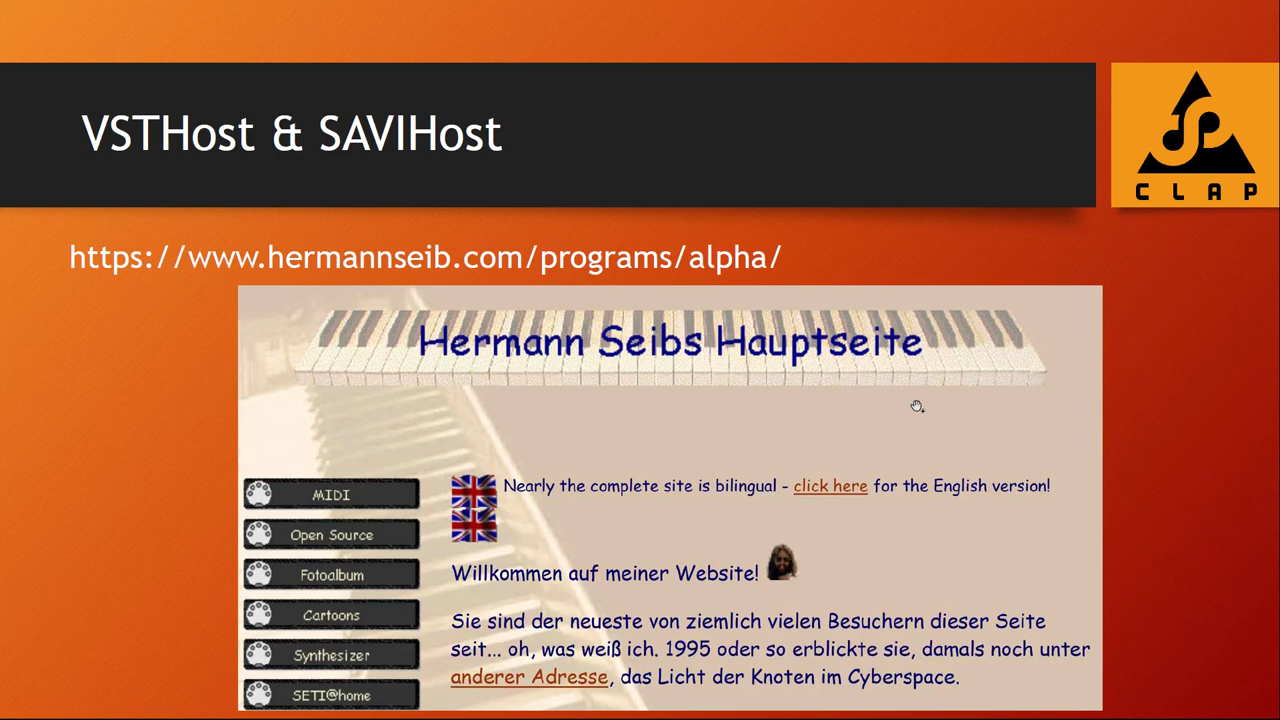 VSTHost & SAVIHost
CLAP
https://www.hermannseib.com/programs/alpha/
Hermann Seibs Hauptseite
MIDI
Open Source
Fotoalbum
Cartoons
Synthesizer
SETI@home
Nearly the complete site is bilingual - click here for the English version!
Willkommen auf meiner Website!
Sie sind der neueste von ziemlich vielen Besuchern dieser Seite
seit... oh, was weiß ich. 1995 oder so erblickte sie, damals noch unter
anderer Adresse, das Licht der Knoten im Cyberspace.